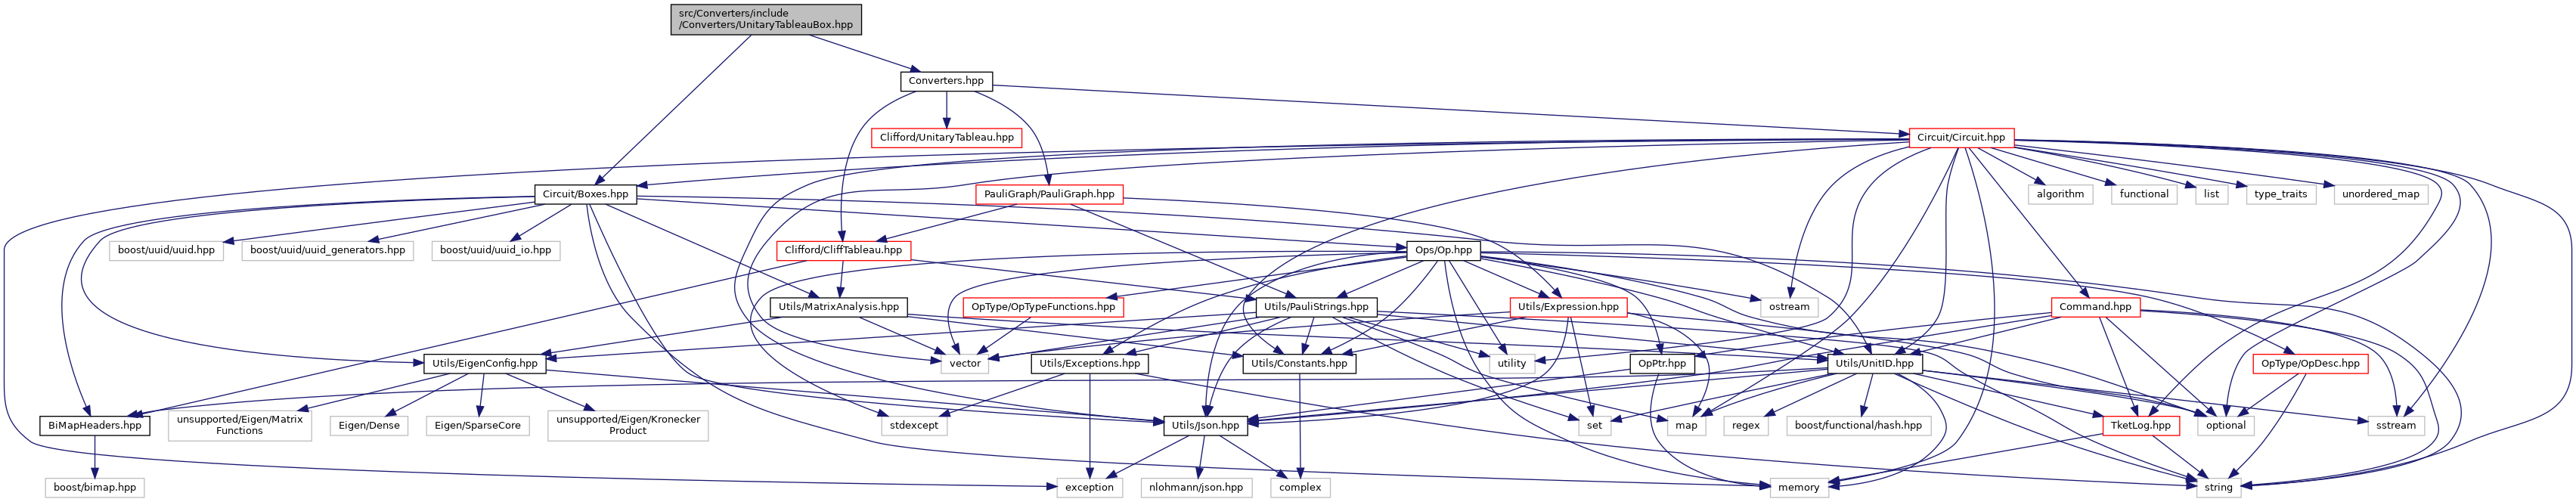 src/Converters/include
/Converters/UnitaryTableauBox.hpp
Converters.hpp
Clifford/UnitaryTableau.hpp
Circuit/Circuit.hpp
Circuit/Boxes.hpp
PauliGraph/PauliGraph.hpp
algorithm
functional
list
type_traits
unordered_map
boost/uuid/uuid.hpp
boost/uuid/uuid_generators.hpp
boost/uuid/uuid_io.hpp
Clifford/CliffTableau.hpp
Ops/Op.hpp
Utils/MatrixAnalysis.hpp
OpType/OpTypeFunctions.hpp
Utils/PauliStrings.hpp
Utils/Expression.hpp
ostream
Command.hpp
Utils/EigenConfig.hpp
vector
Utils/Exceptions.hpp
Utils/Constants.hpp
utility
OpPtr.hpp
Utils/UnitID.hpp
OpType/OpDesc.hpp
BiMapHeaders.hpp
unsupported/Eigen/Matrix
Functions
Eigen/Dense
Eigen/SparseCore
unsupported/Eigen/Kronecker
Product
stdexcept
Utils/Json.hpp
set
map
regex
boost/functional/hash.hpp
TketLog.hpp
optional
sstream
boost/bimap.hpp
exception
nlohmann/json.hpp
complex
memory
string